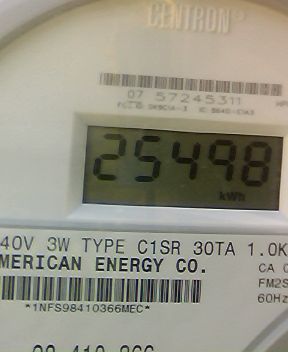 CENTRON®
07 57245311
25498
kWh
40V 3W TYPE C1SR 30TA 1.0K
MERICAN ENERGY CO.
CA 0
FM2S
60Hz
*1NFS98410366MEC*